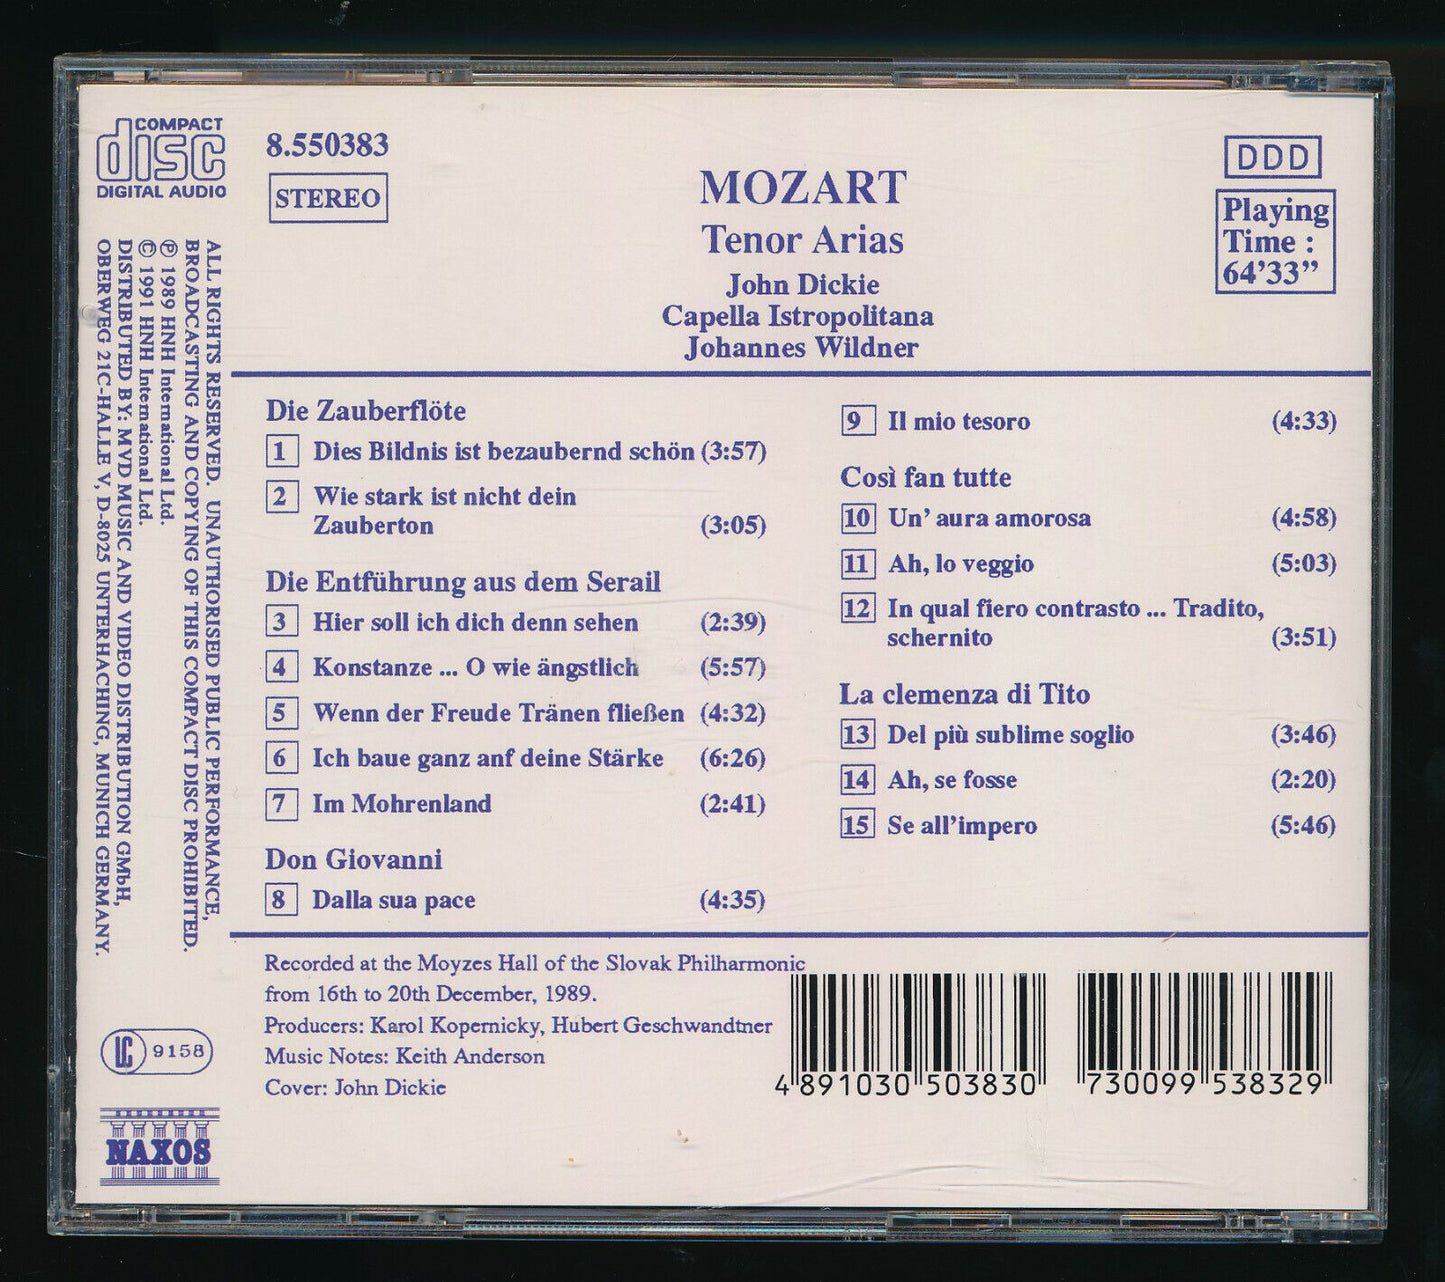 COMPACT
disc
DIGITAL AUDIO
8.550383
STEREO
MOZART
Tenor Arias
John Dickie
Capella Istropolitana
Johannes Wildner
DDD
Playing
Time :
64’33”
ALL RIGHTS RESERVED. UNAUTHORISED PUBLIC PERFORMANCE,
BROADCASTING AND COPYING OF THIS COMPACT DISC PROHIBITED.
℗ 1989 HNH International Ltd.
© 1991 HNH International Ltd.
DISTRIBUTED BY: MVD MUSIC AND VIDEO DISTRIBUTION GMbH,
OBERWEG 21C-HALLE V, D-8025 UNTERHACHING, MUNICH GERMANY.
Die Zauberflöte
1 Dies Bildnis ist bezaubernd schön (3:57)
2 Wie stark ist nicht dein
Zauberton (3:05)
Die Entführung aus dem Serail
3 Hier soll ich dich denn sehen (2:39)
4 Konstanze ... O wie ängstlich (5:57)
5 Wenn der Freude Tränen fließen (4:32)
6 Ich baue ganz anf deine Stärke (6:26)
7 Im Mohrenland (2:41)
Don Giovanni
8 Dalla sua pace (4:35)
9 Il mio tesoro (4:33)
Così fan tutte
10 Un’ aura amorosa (4:58)
11 Ah, lo veggio (5:03)
12 In qual fiero contrasto ... Tradito,
schernito (3:51)
La clemenza di Tito
13 Del più sublime soglio (3:46)
14 Ah, se fosse (2:20)
15 Se all’impero (5:46)
Recorded at the Moyzes Hall of the Slovak Philharmonic
from 16th to 20th December, 1989.
Producers: Karol Kopernicky, Hubert Geschwandtner
Music Notes: Keith Anderson
Cover: John Dickie
LC 9158
NAXOS
4 891030 503830
730099 538329